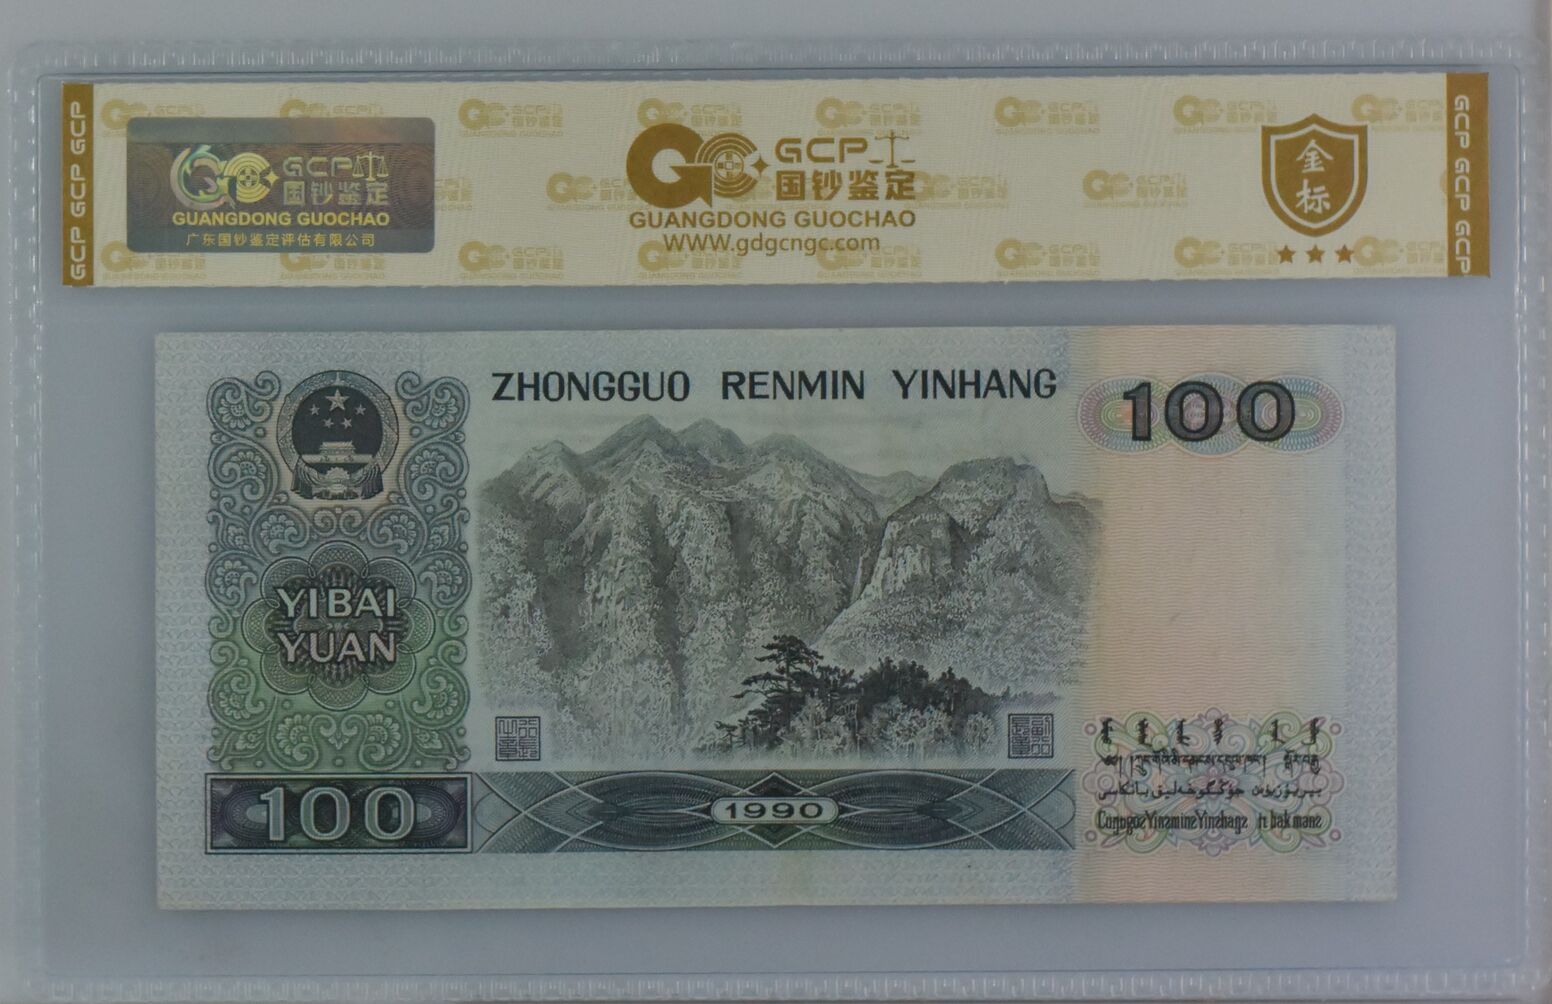 GCP GCP GCP
GCP
国钞鉴定
GUANGDONG GUOCHAO
广东国钞鉴定评估有限公司
GCP
国钞鉴定
GUANGDONG GUOCHAO
WWW.gdgcngc.com
金标
GCP GCP GCP
ZHONGGUO RENMIN YINHANG
100
YIBAI
YUAN
100
1990